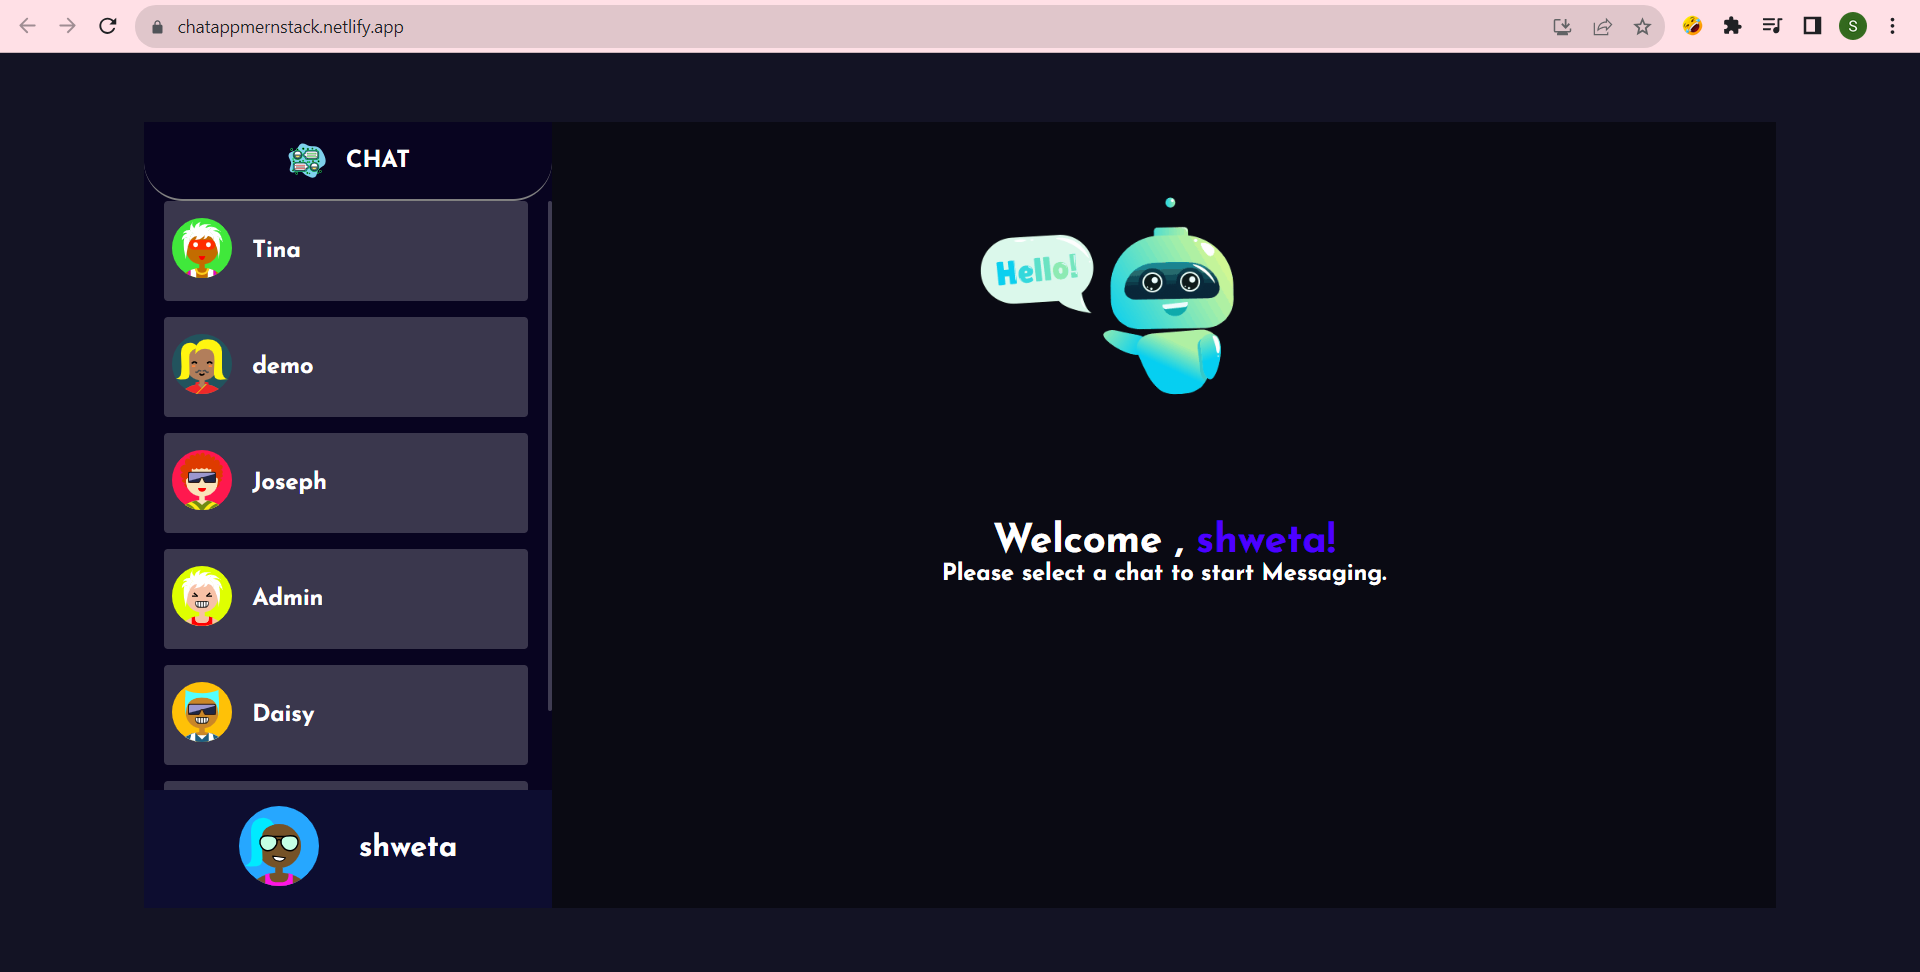 chatappmernstack.netlify.app
S
CHAT
Tina
demo
Joseph
Admin
Daisy
shweta
Hello!
Welcome , shweta!
Please select a chat to start Messaging.